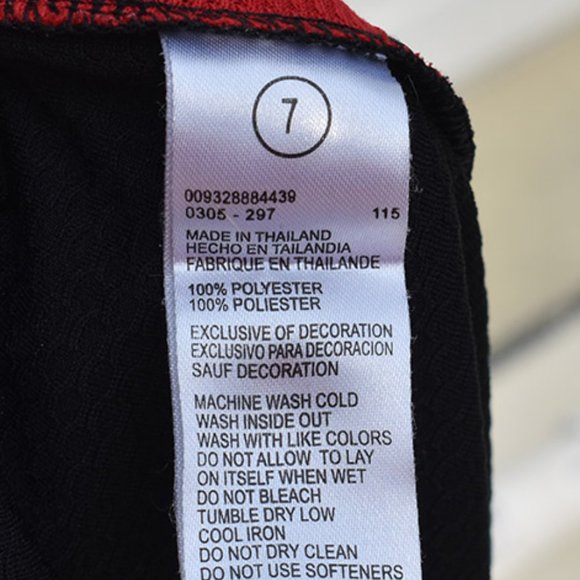 7
009328884439
0305 - 297 115
MADE IN THAILAND
HECHO EN TAILANDIA
FABRIQUE EN THAILANDE
100% POLYESTER
100% POLIESTER
EXCLUSIVE OF DECORATION
EXCLUSIVO PARA DECORACION
SAUF DECORATION
MACHINE WASH COLD
WASH INSIDE OUT
WASH WITH LIKE COLORS
DO NOT ALLOW TO LAY
ON ITSELF WHEN WET
DO NOT BLEACH
TUMBLE DRY LOW
COOL IRON
DO NOT DRY CLEAN
DO NOT USE SOFTENERS